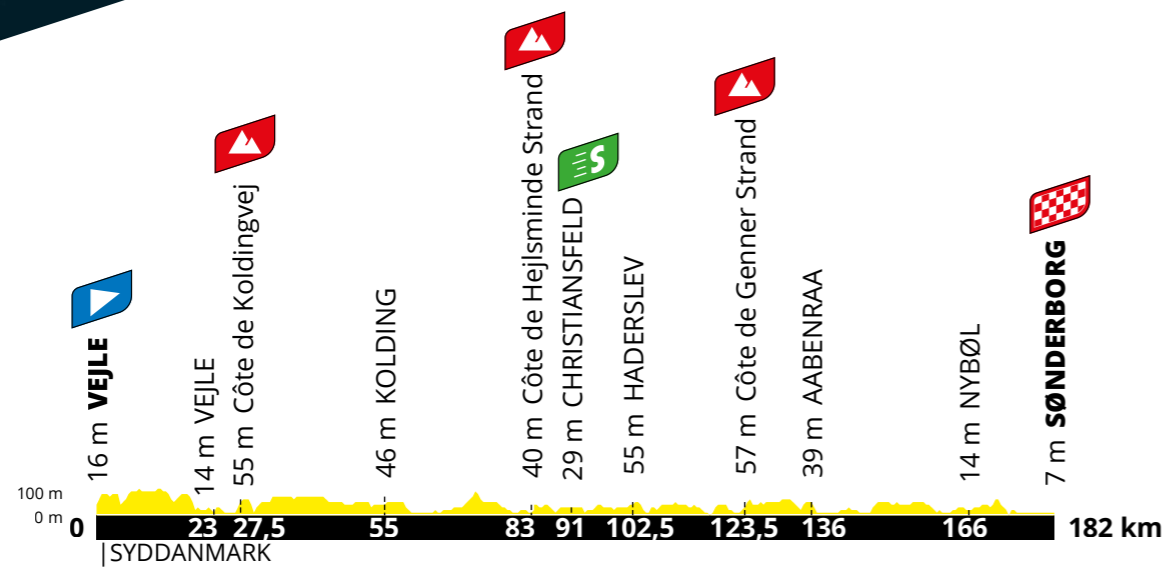 16 m VEJLE
14 m VEJLE
55 m Côte de Koldingvej
46 m KOLDING
40 m Côte de Hejlsminde Strand
29 m CHRISTIANSFELD
S
55 m HADERSLEV
57 m Côte de Genner Strand
39 m AABENRAA
14 m NYBØL
7 m SØNDERBORG
100 m
0 m
0 23 27,5 55 83 91 102,5 123,5 136 166 182 km
|SYDDANMARK